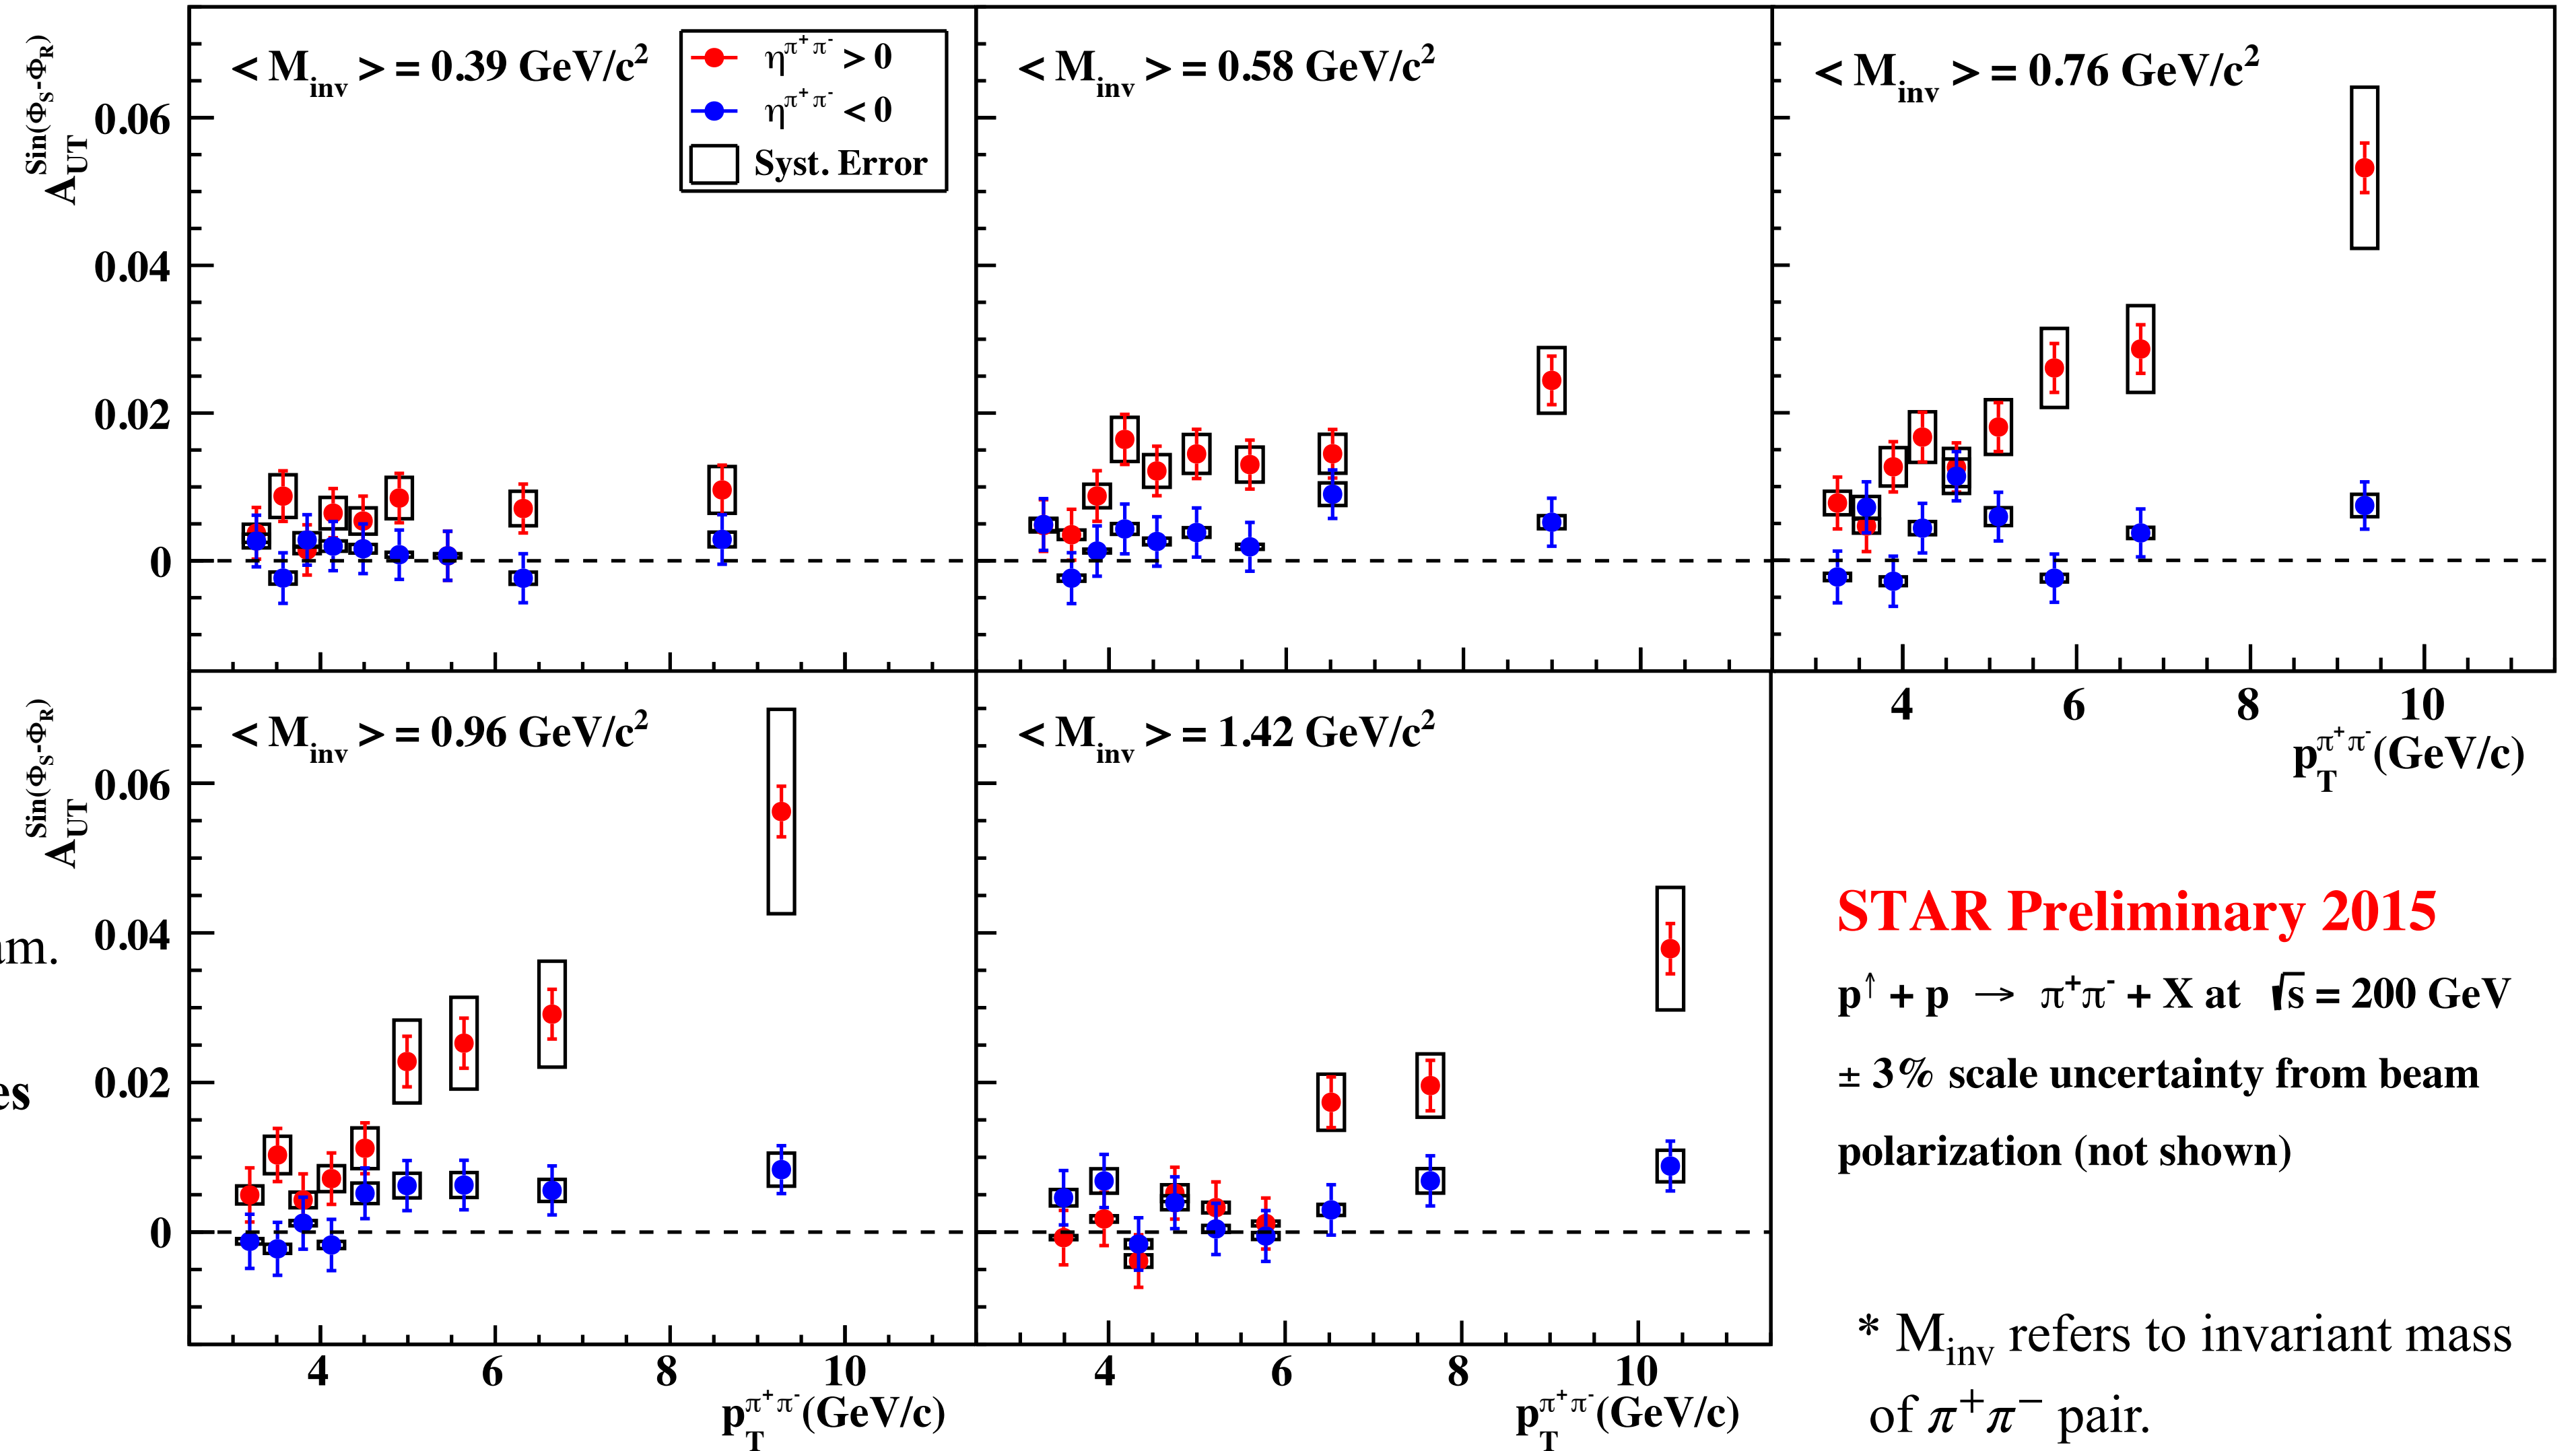 A_UT^Sin(Φ_S-Φ_R)
0.06
0.04
0.02
0
< M_inv > = 0.39 GeV/c²
η^π⁺π⁻ > 0
η^π⁺π⁻ < 0
Syst. Error
< M_inv > = 0.58 GeV/c²
< M_inv > = 0.76 GeV/c²
4 6 8 10
p_T^π⁺π⁻(GeV/c)
A_UT^Sin(Φ_S-Φ_R)
0.06
0.04
0.02
0
am.
es
< M_inv > = 0.96 GeV/c²
4 6 8 10
p_T^π⁺π⁻(GeV/c)
< M_inv > = 1.42 GeV/c²
4 6 8 10
p_T^π⁺π⁻(GeV/c)
STAR Preliminary 2015
p^↑ + p → π⁺π⁻ + X at √s = 200 GeV
± 3% scale uncertainty from beam
polarization (not shown)
* M_inv refers to invariant mass
of π⁺π⁻ pair.